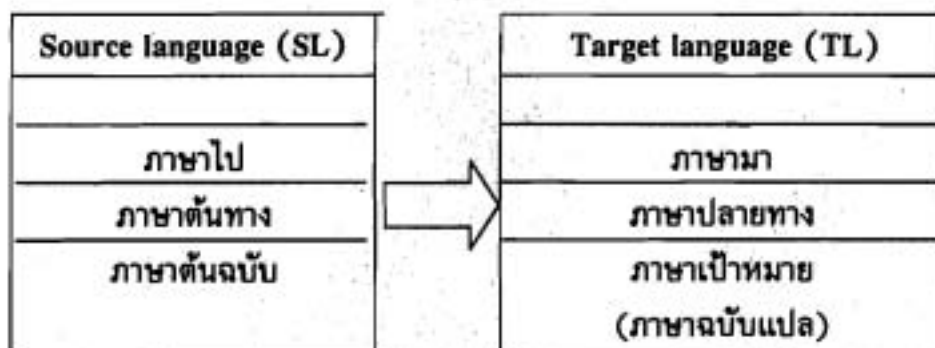 Source language (SL)
ภาษาไป
ภาษาต้นทาง
ภาษาต้นฉบับ
Target language (TL)
ภาษามา
ภาษาปลายทาง
ภาษาเป้าหมาย
(ภาษาฉบับแปล)